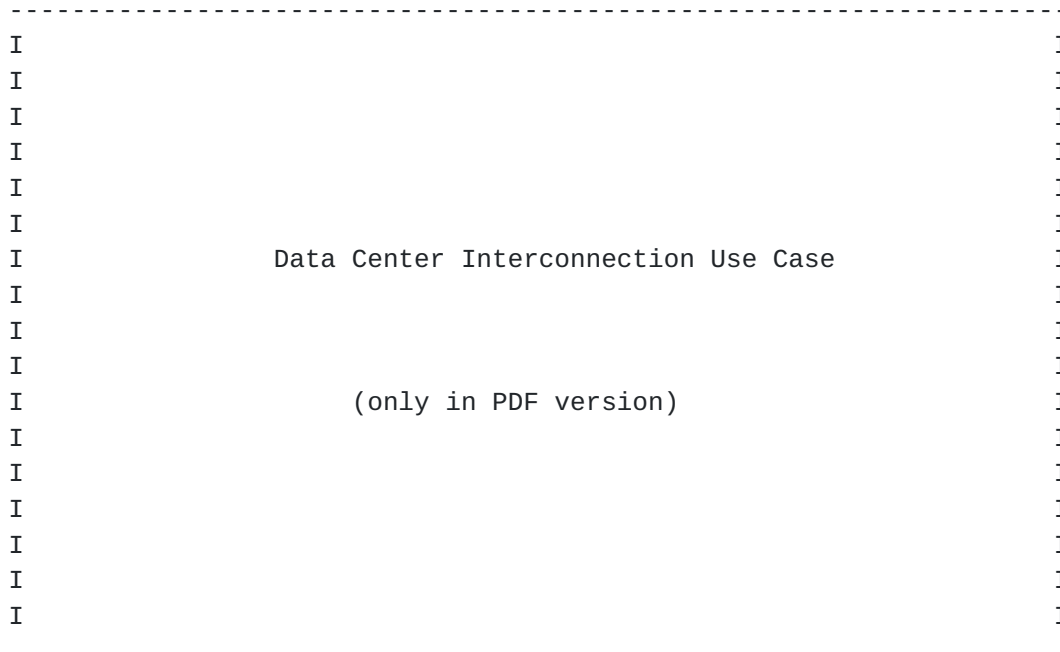 --------------------------------------------------------------------
I                                                                  I
I                                                                  I
I                                                                  I
I                                                                  I
I                                                                  I
I                                                                  I
I                Data Center Interconnection Use Case              I
I                                                                  I
I                                                                  I
I                                                                  I
I                     (only in PDF version)                        I
I                                                                  I
I                                                                  I
I                                                                  I
I                                                                  I
I                                                                  I
I                                                                  I